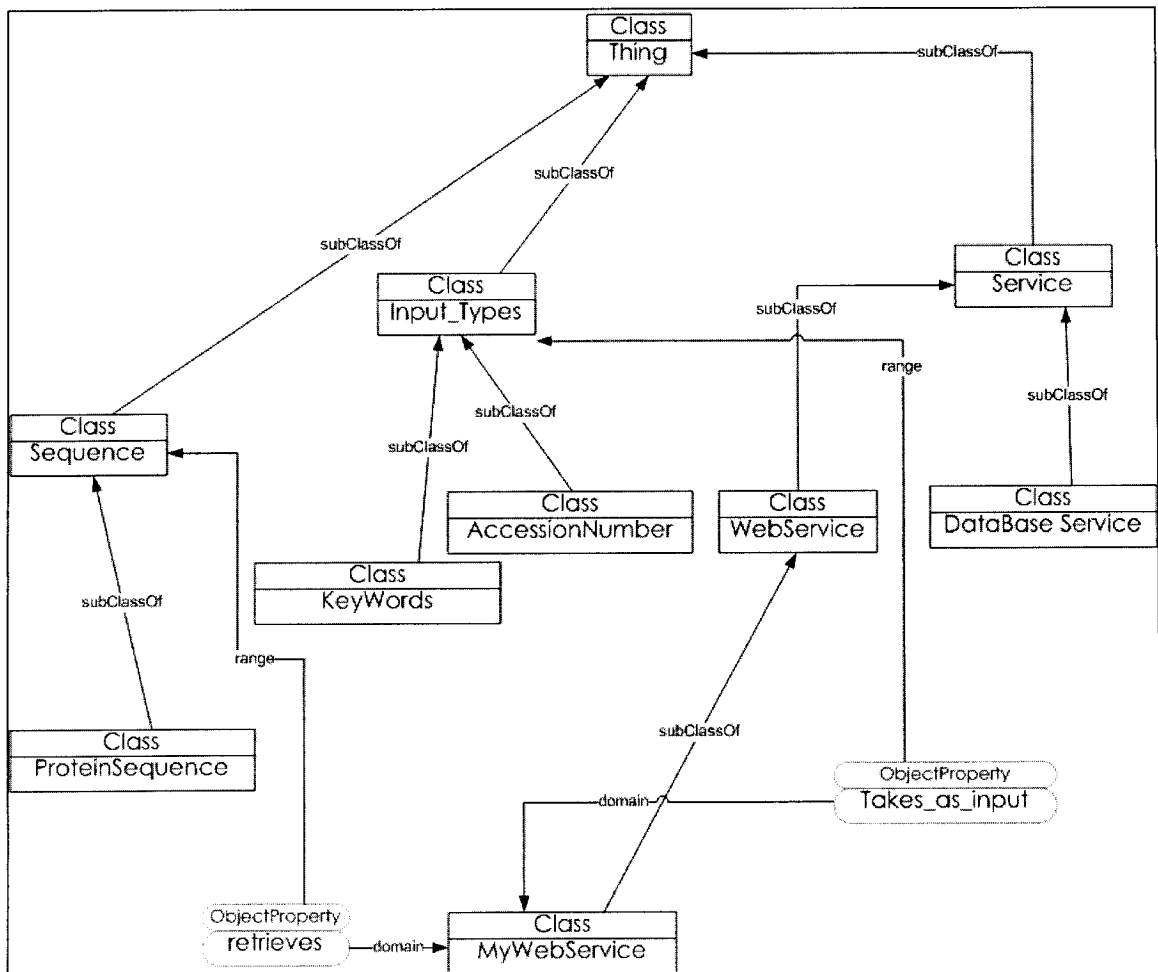 Class
Thing
subClassOf
subClassOf
subClassOf
Class
Service
Class
Input_Types
subClassOf
range
subClassOf
subClassOf
subClassOf
Class
Sequence
Class
AccessionNumber
Class
WebService
Class
DataBase Service
Class
KeyWords
subClassOf
range
subClassOf
Class
ProteinSequence
ObjectProperty
Takes_as_input
domain
ObjectProperty
retrieves
domain
Class
MyWebService